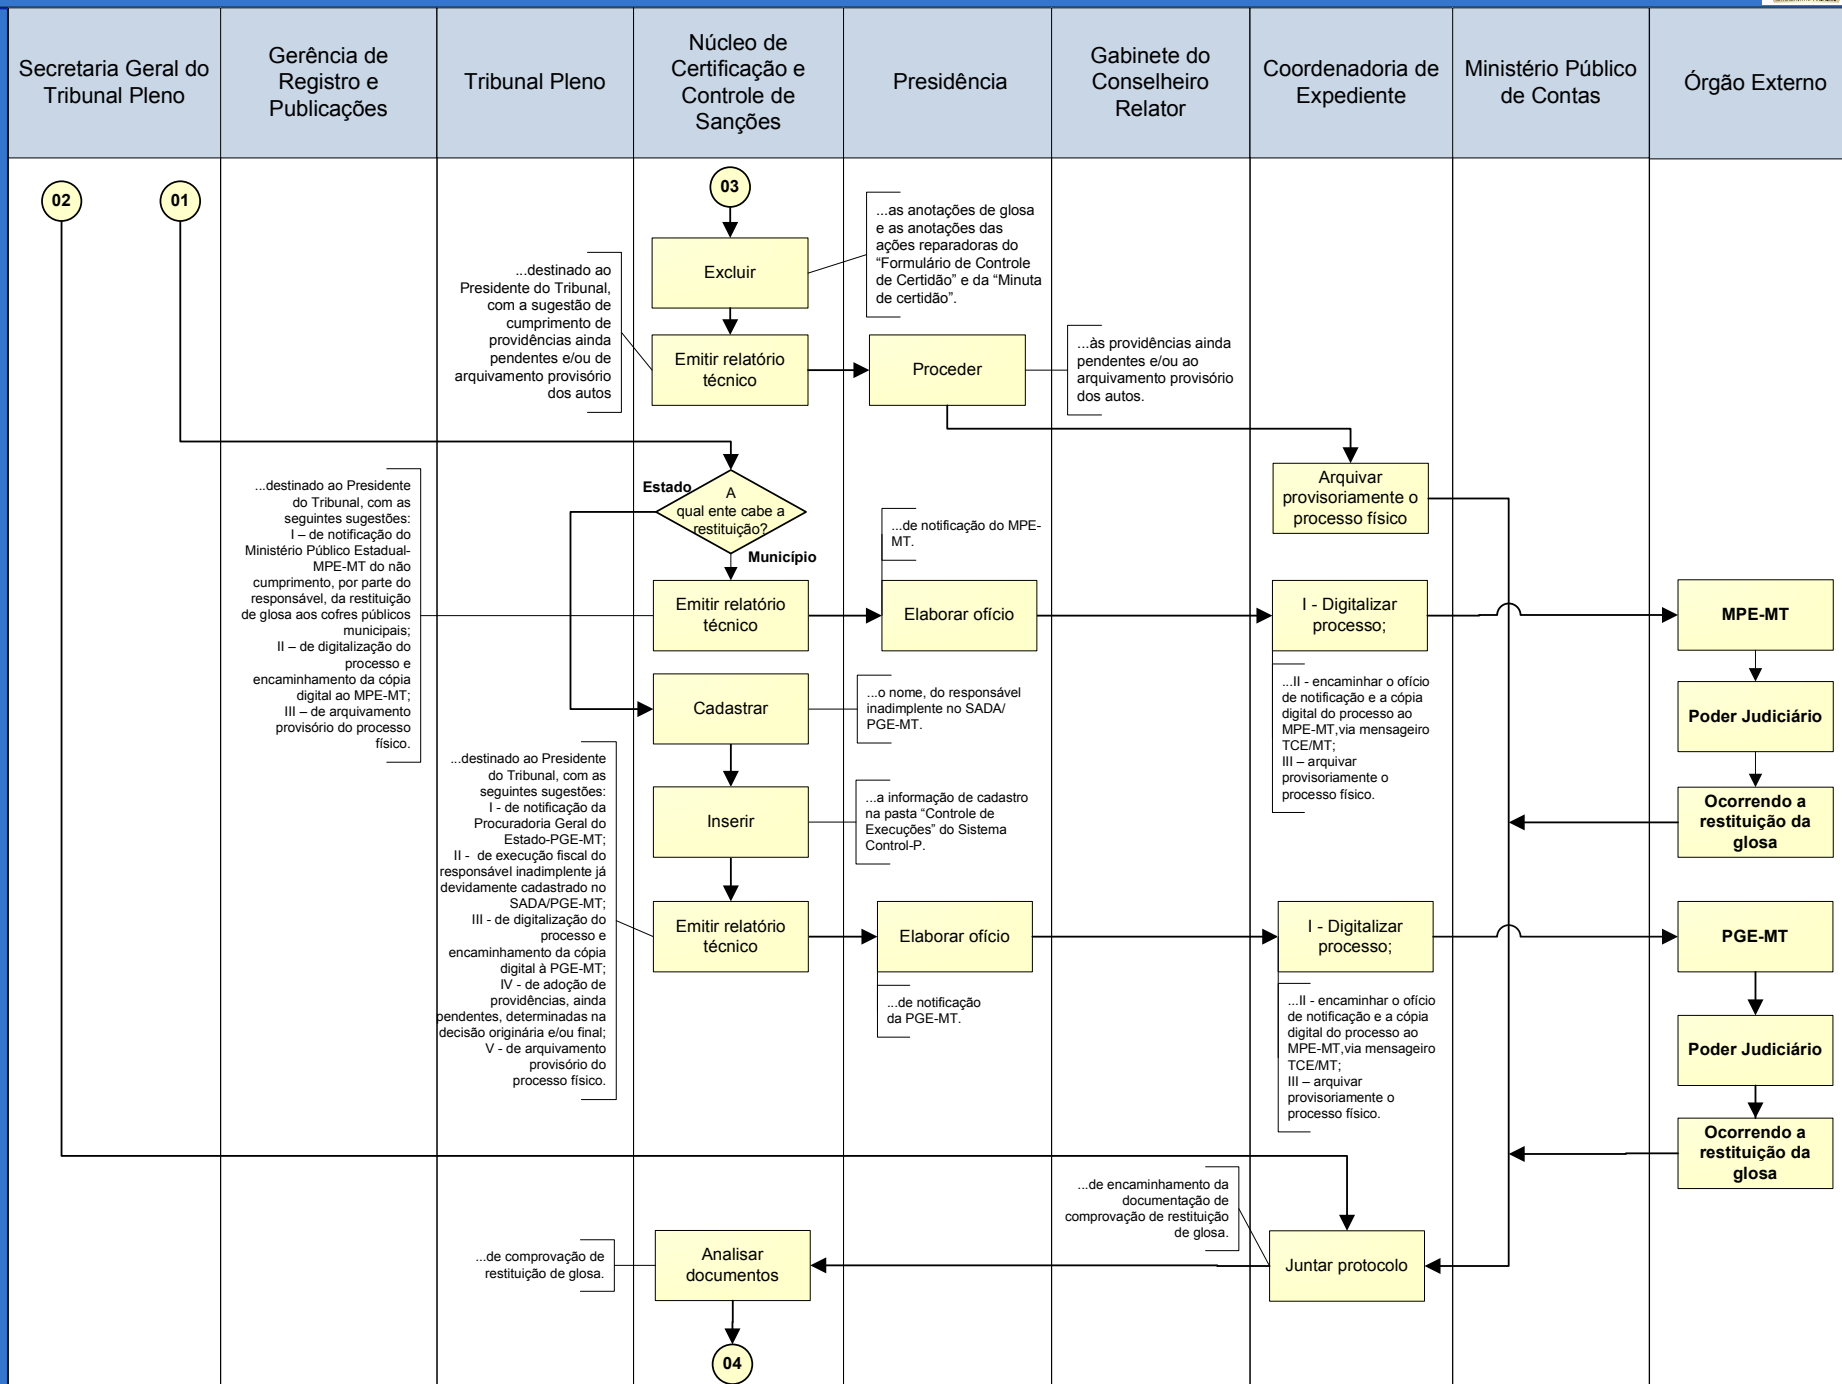 Secretaria Geral do
Tribunal Pleno
Gerência de
Registro e
Publicações
Tribunal Pleno
Núcleo de
Certificação e
Controle de
Sanções
Presidência
Gabinete do
Conselheiro
Relator
Coordenadoria de
Expediente
Ministério Público
de Contas
Órgão Externo
02
01
03
Excluir
...as anotações de glosa
e as anotações das
ações reparadoras do
“Formulário de Controle
de Certidão” e da “Minuta
de certidão”.
...destinado ao
Presidente do Tribunal,
com a sugestão de
cumprimento de
providências ainda
pendentes e/ou de
arquivamento provisório
dos autos
Emitir relatório
técnico
Proceder
...às providências ainda
pendentes e/ou ao
arquivamento provisório
dos autos.
Arquivar
provisoriamente o
processo físico
Estado
A
qual ente cabe a
restituição?
Município
...destinado ao Presidente
do Tribunal, com as
seguintes sugestões:
I – de notificação do
Ministério Público Estadual-
MPE-MT do não
cumprimento, por parte do
responsável, da restituição
de glosa aos cofres públicos
municipais;
II – de digitalização do
processo e
encaminhamento da cópia
digital ao MPE-MT;
III – de arquivamento
provisório do processo
físico.
Emitir relatório
técnico
...de notificação do MPE-
MT.
Elaborar ofício
I - Digitalizar
processo;
...II - encaminhar o ofício
de notificação e a cópia
digital do processo ao
MPE-MT,via mensageiro
TCE/MT;
III – arquivar
provisoriamente o
processo físico.
MPE-MT
Poder Judiciário
Ocorrendo a
restituição da
glosa
Cadastrar
...o nome, do responsável
inadimplente no SADA/
PGE-MT.
Inserir
...a informação de cadastro
na pasta “Controle de
Execuções” do Sistema
Control-P.
...destinado ao Presidente
do Tribunal, com as
seguintes sugestões:
I - de notificação da
Procuradoria Geral do
Estado-PGE-MT;
II -  de execução fiscal do
responsável inadimplente já
devidamente cadastrado no
SADA/PGE-MT;
III - de digitalização do
processo e
encaminhamento da cópia
digital à PGE-MT;
IV - de adoção de
providências, ainda
pendentes, determinadas na
decisão originária e/ou final;
V - de arquivamento
provisório do
processo físico.
Emitir relatório
técnico
Elaborar ofício
...de notificação
da PGE-MT.
I - Digitalizar
processo;
...II - encaminhar o ofício
de notificação e a cópia
digital do processo ao
MPE-MT,via mensageiro
TCE/MT;
III – arquivar
provisoriamente o
processo físico.
PGE-MT
Poder Judiciário
Ocorrendo a
restituição da
glosa
...de encaminhamento da
documentação de
comprovação de restituição
de glosa.
Juntar protocolo
Analisar
documentos
...de comprovação de
restituição de glosa.
04